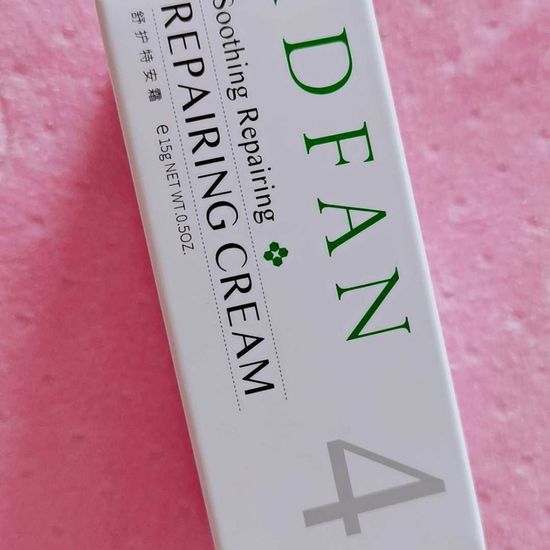 DFAN
4
Soothing Repairing
REPAIRING CREAM
舒护特安霜
e 15g NET WT.0.5OZ.